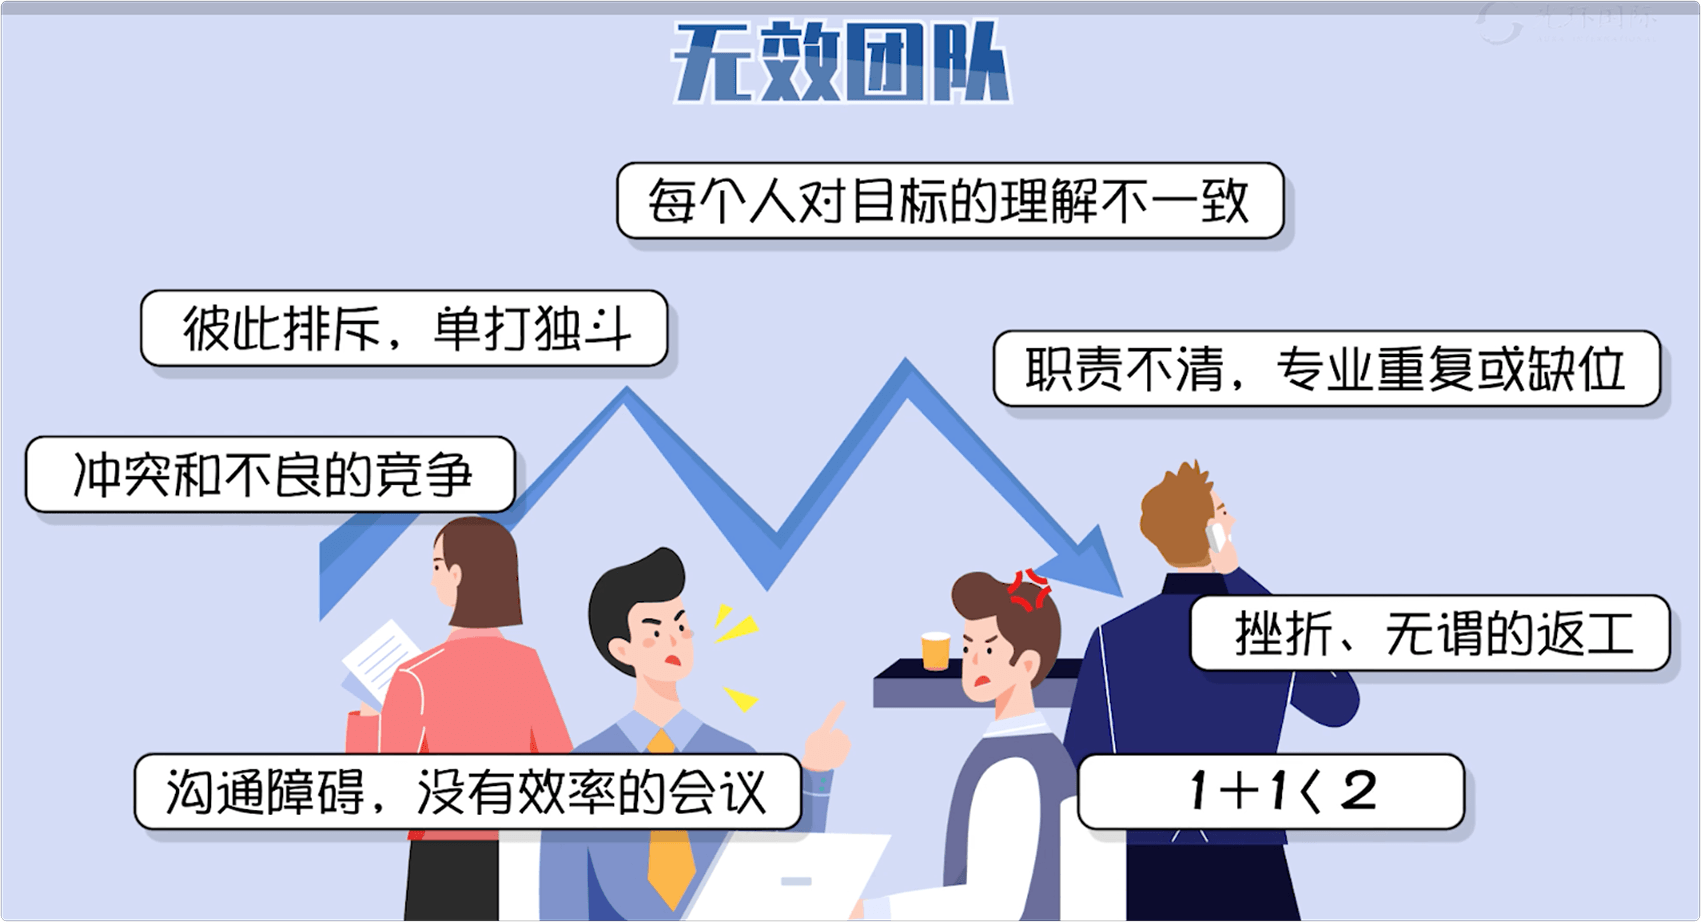 无效团队
每个人对目标的理解不一致
彼此排斥，单打独斗
职责不清，专业重复或缺位
冲突和不良的竞争
挫折、无谓的返工
沟通障碍，没有效率的会议
1+1< 2